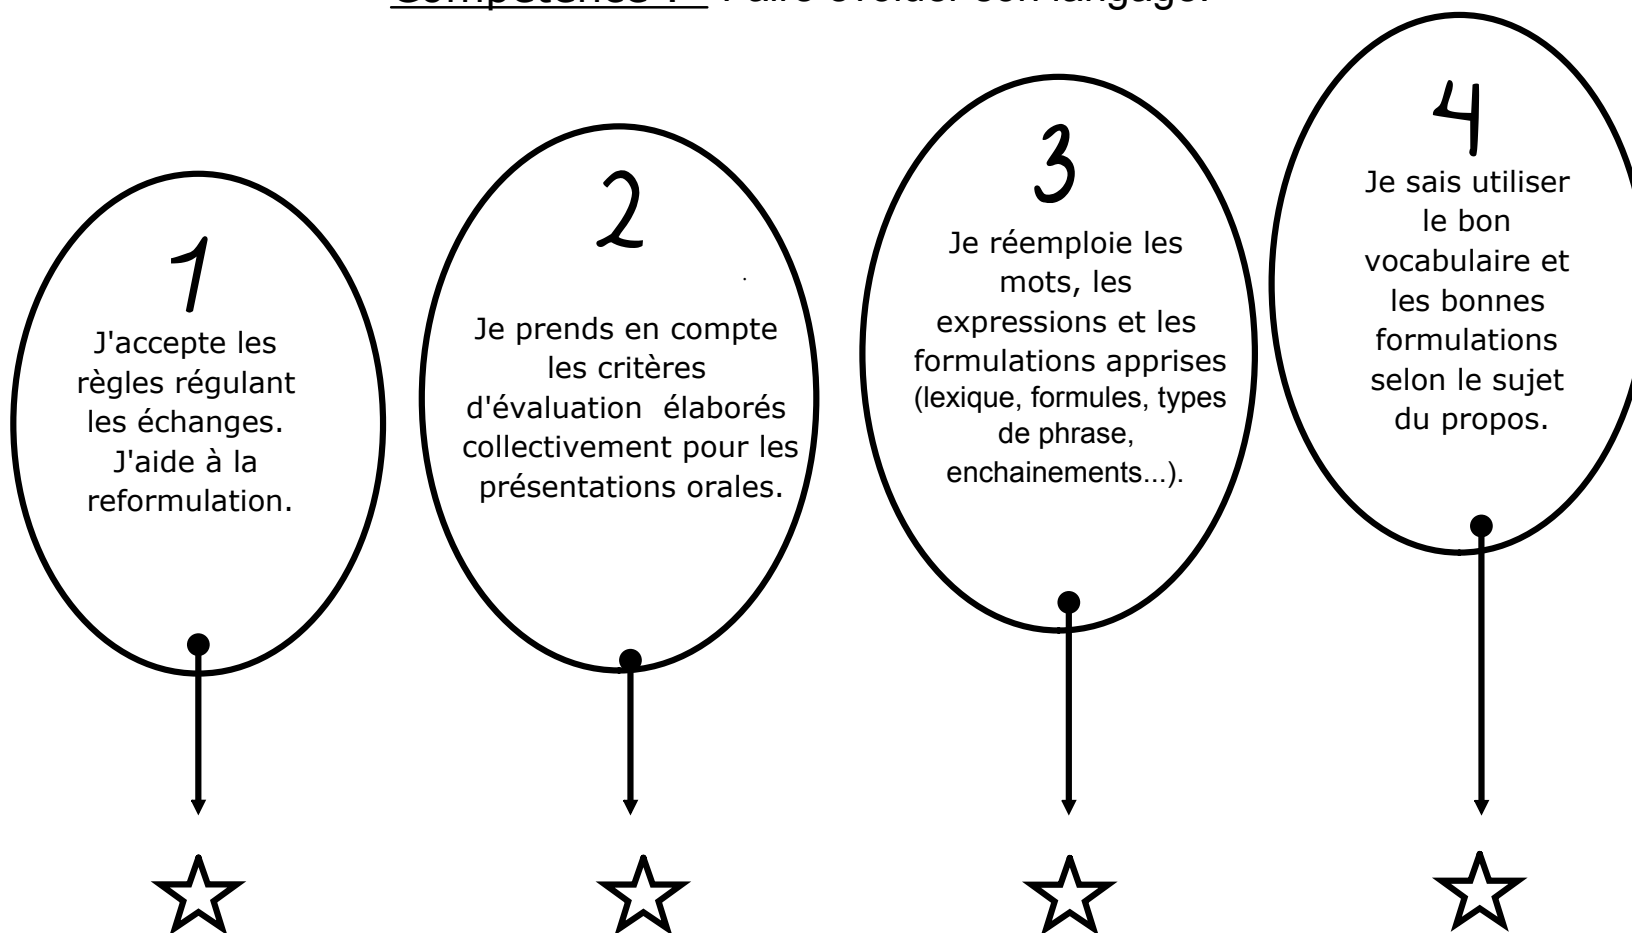 Compétence : Faire évoluer son langage.
1
J'accepte les
règles régulant
les échanges.
J'aide à la
reformulation.
2
Je prends en compte
les critères
d'évaluation élaborés
collectivement pour les
présentations orales.
3
Je réemploie les
mots, les
expressions et les
formulations apprises
(lexique, formules, types
de phrase,
enchainements...).
4
Je sais utiliser
le bon
vocabulaire et
les bonnes
formulations
selon le sujet
du propos.